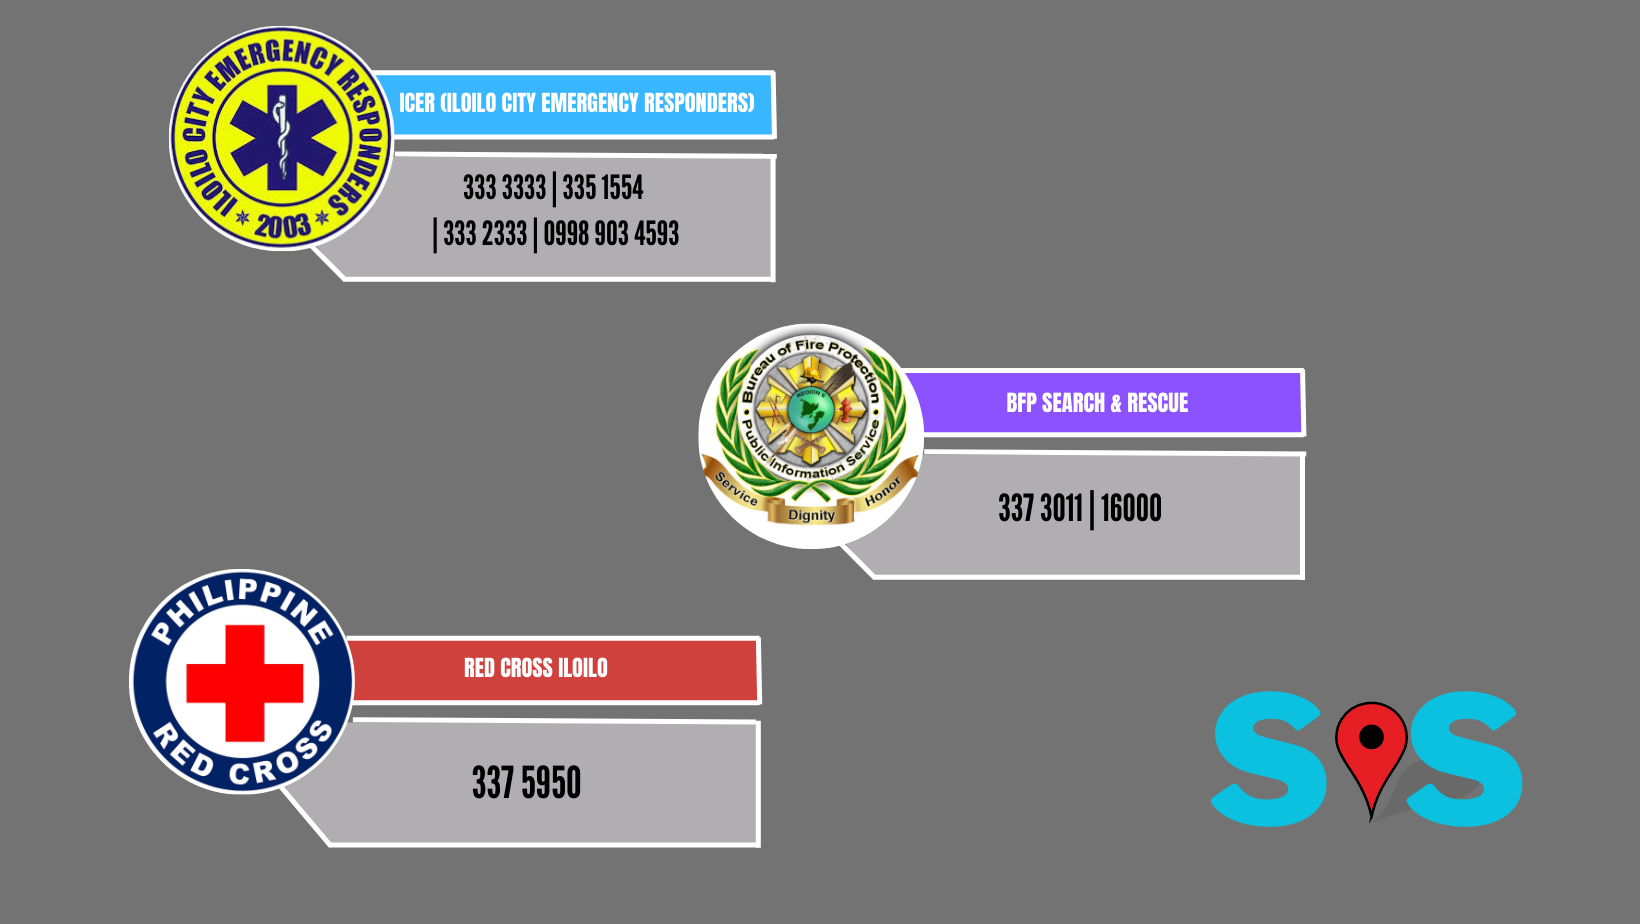 ILOILO CITY EMERGENCY RESPONDERS
2003
ICER (ILOILO CITY EMERGENCY RESPONDERS)
333 3333 | 335 1554
| 333 2333 | 0998 903 4593
Bureau of Fire Protection
REGION 6
Public Information Service
Service
Dignity
Honor
BFP SEARCH & RESCUE
337 3011 | 16000
PHILIPPINE
RED CROSS
RED CROSS ILOILO
337 5950
SOS